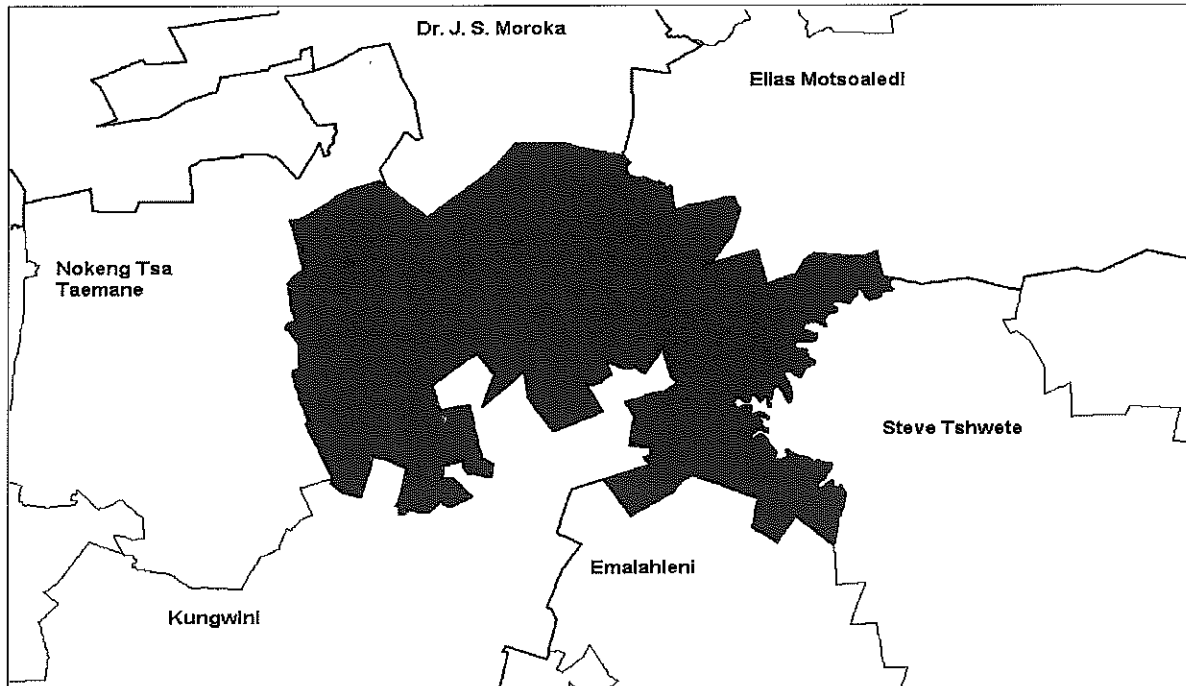 Dr. J. S. Moroka
Elias Motsoaledi
Nokeng Tsa
Taemane
Steve Tshwete
Emalahleni
Kungwini